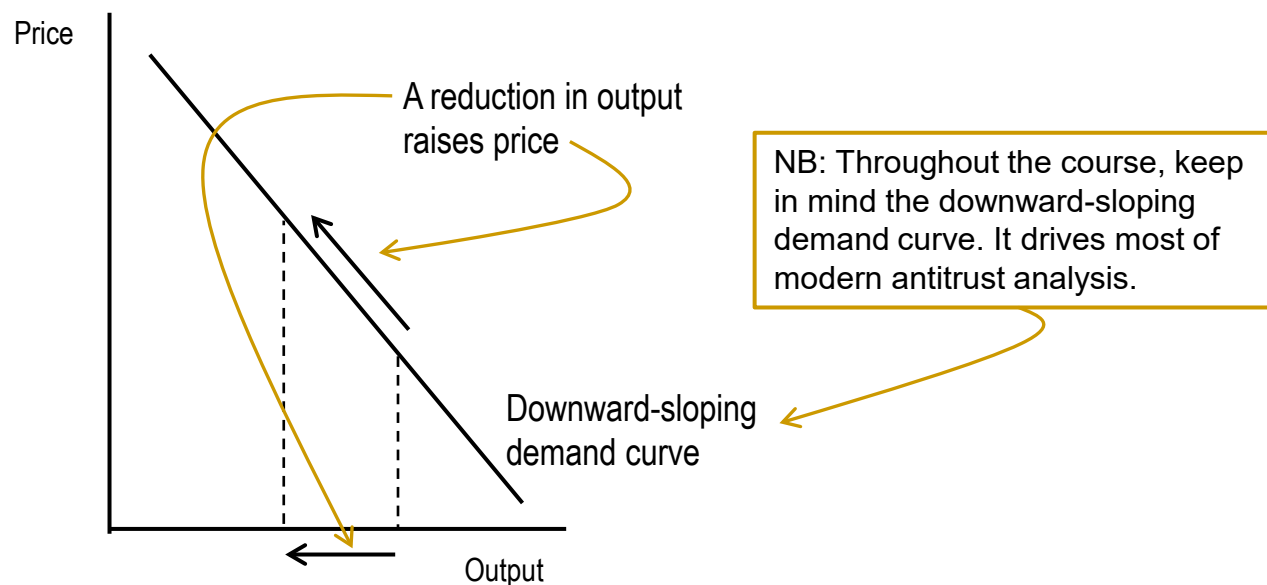 Price
A reduction in output
raises price
NB: Throughout the course, keep
in mind the downward-sloping
demand curve. It drives most of
modern antitrust analysis.
Downward-sloping
demand curve
Output